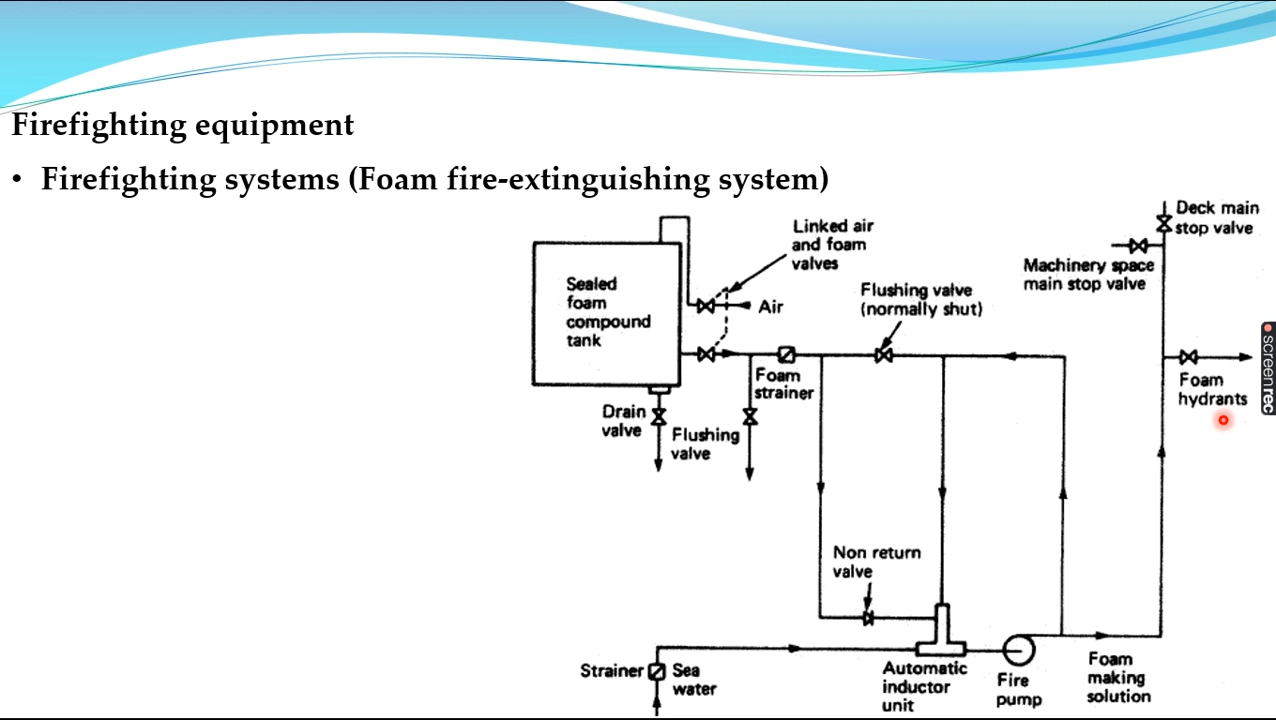 Firefighting equipment
• Firefighting systems (Foam fire-extinguishing system)
Deck main
stop valve
Linked air
and foam
valves
Machinery space
main stop valve
Sealed
foam
compound
tank
Flushing valve
(normally shut)
Air
Foam
strainer
Foam
hydrants
Drain
valve
Flushing
valve
Non return
valve
Strainer
Sea
water
Automatic
inductor
unit
Fire
pump
Foam
making
solution
screenrec